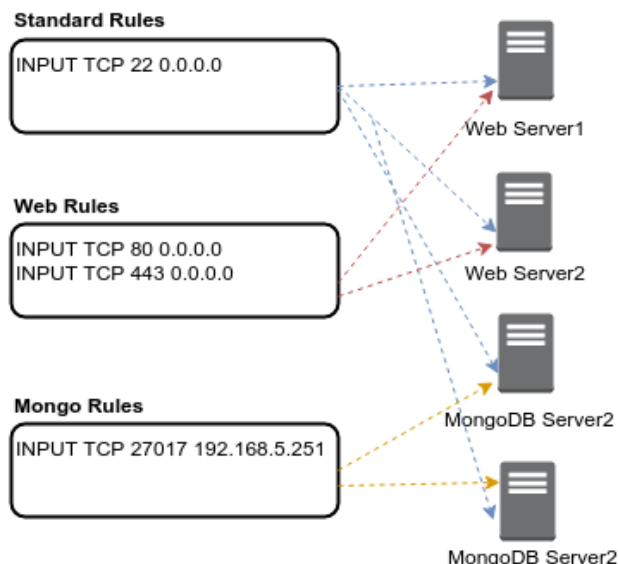 Standard Rules
INPUT TCP 22 0.0.0.0
Web Server1
Web Rules
INPUT TCP 80 0.0.0.0
INPUT TCP 443 0.0.0.0
Web Server2
Mongo Rules
INPUT TCP 27017 192.168.5.251
MongoDB Server2
MongoDB Server2